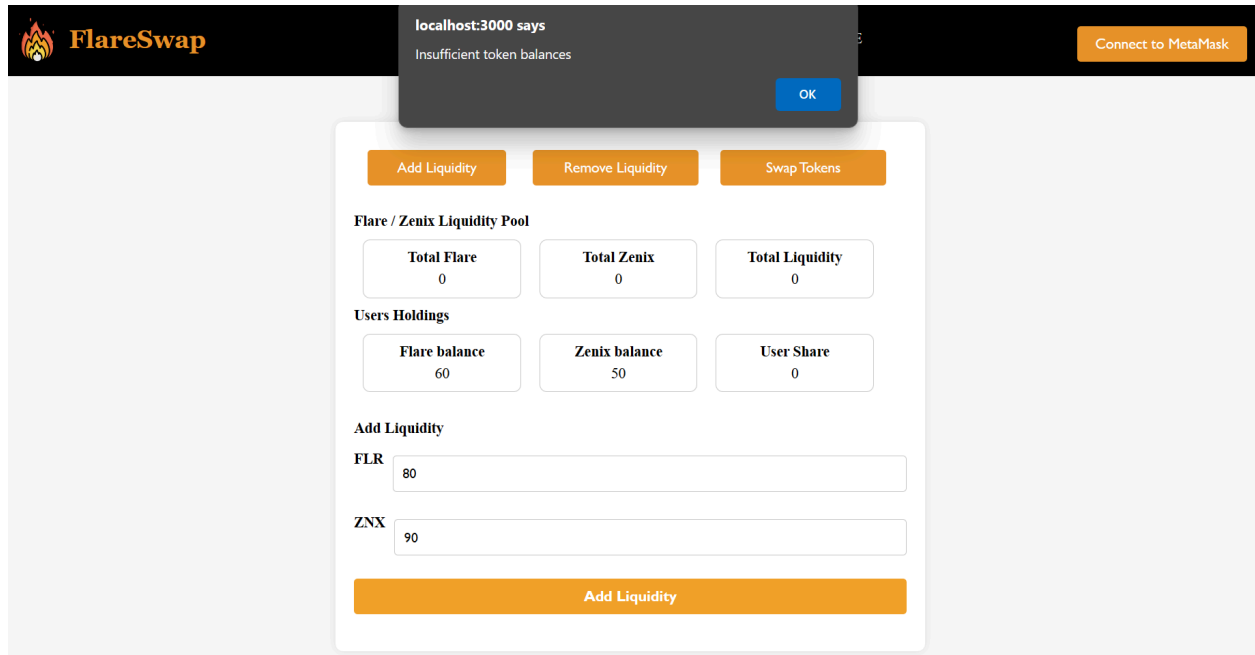 FlareSwap
localhost:3000 says
Insufficient token balances
OK
E
Connect to MetaMask
Add Liquidity
Remove Liquidity
Swap Tokens
Flare / Zenix Liquidity Pool
Total Flare
0
Total Zenix
0
Total Liquidity
0
Users Holdings
Flare balance
60
Zenix balance
50
User Share
0
Add Liquidity
FLR
80
ZNX
90
Add Liquidity